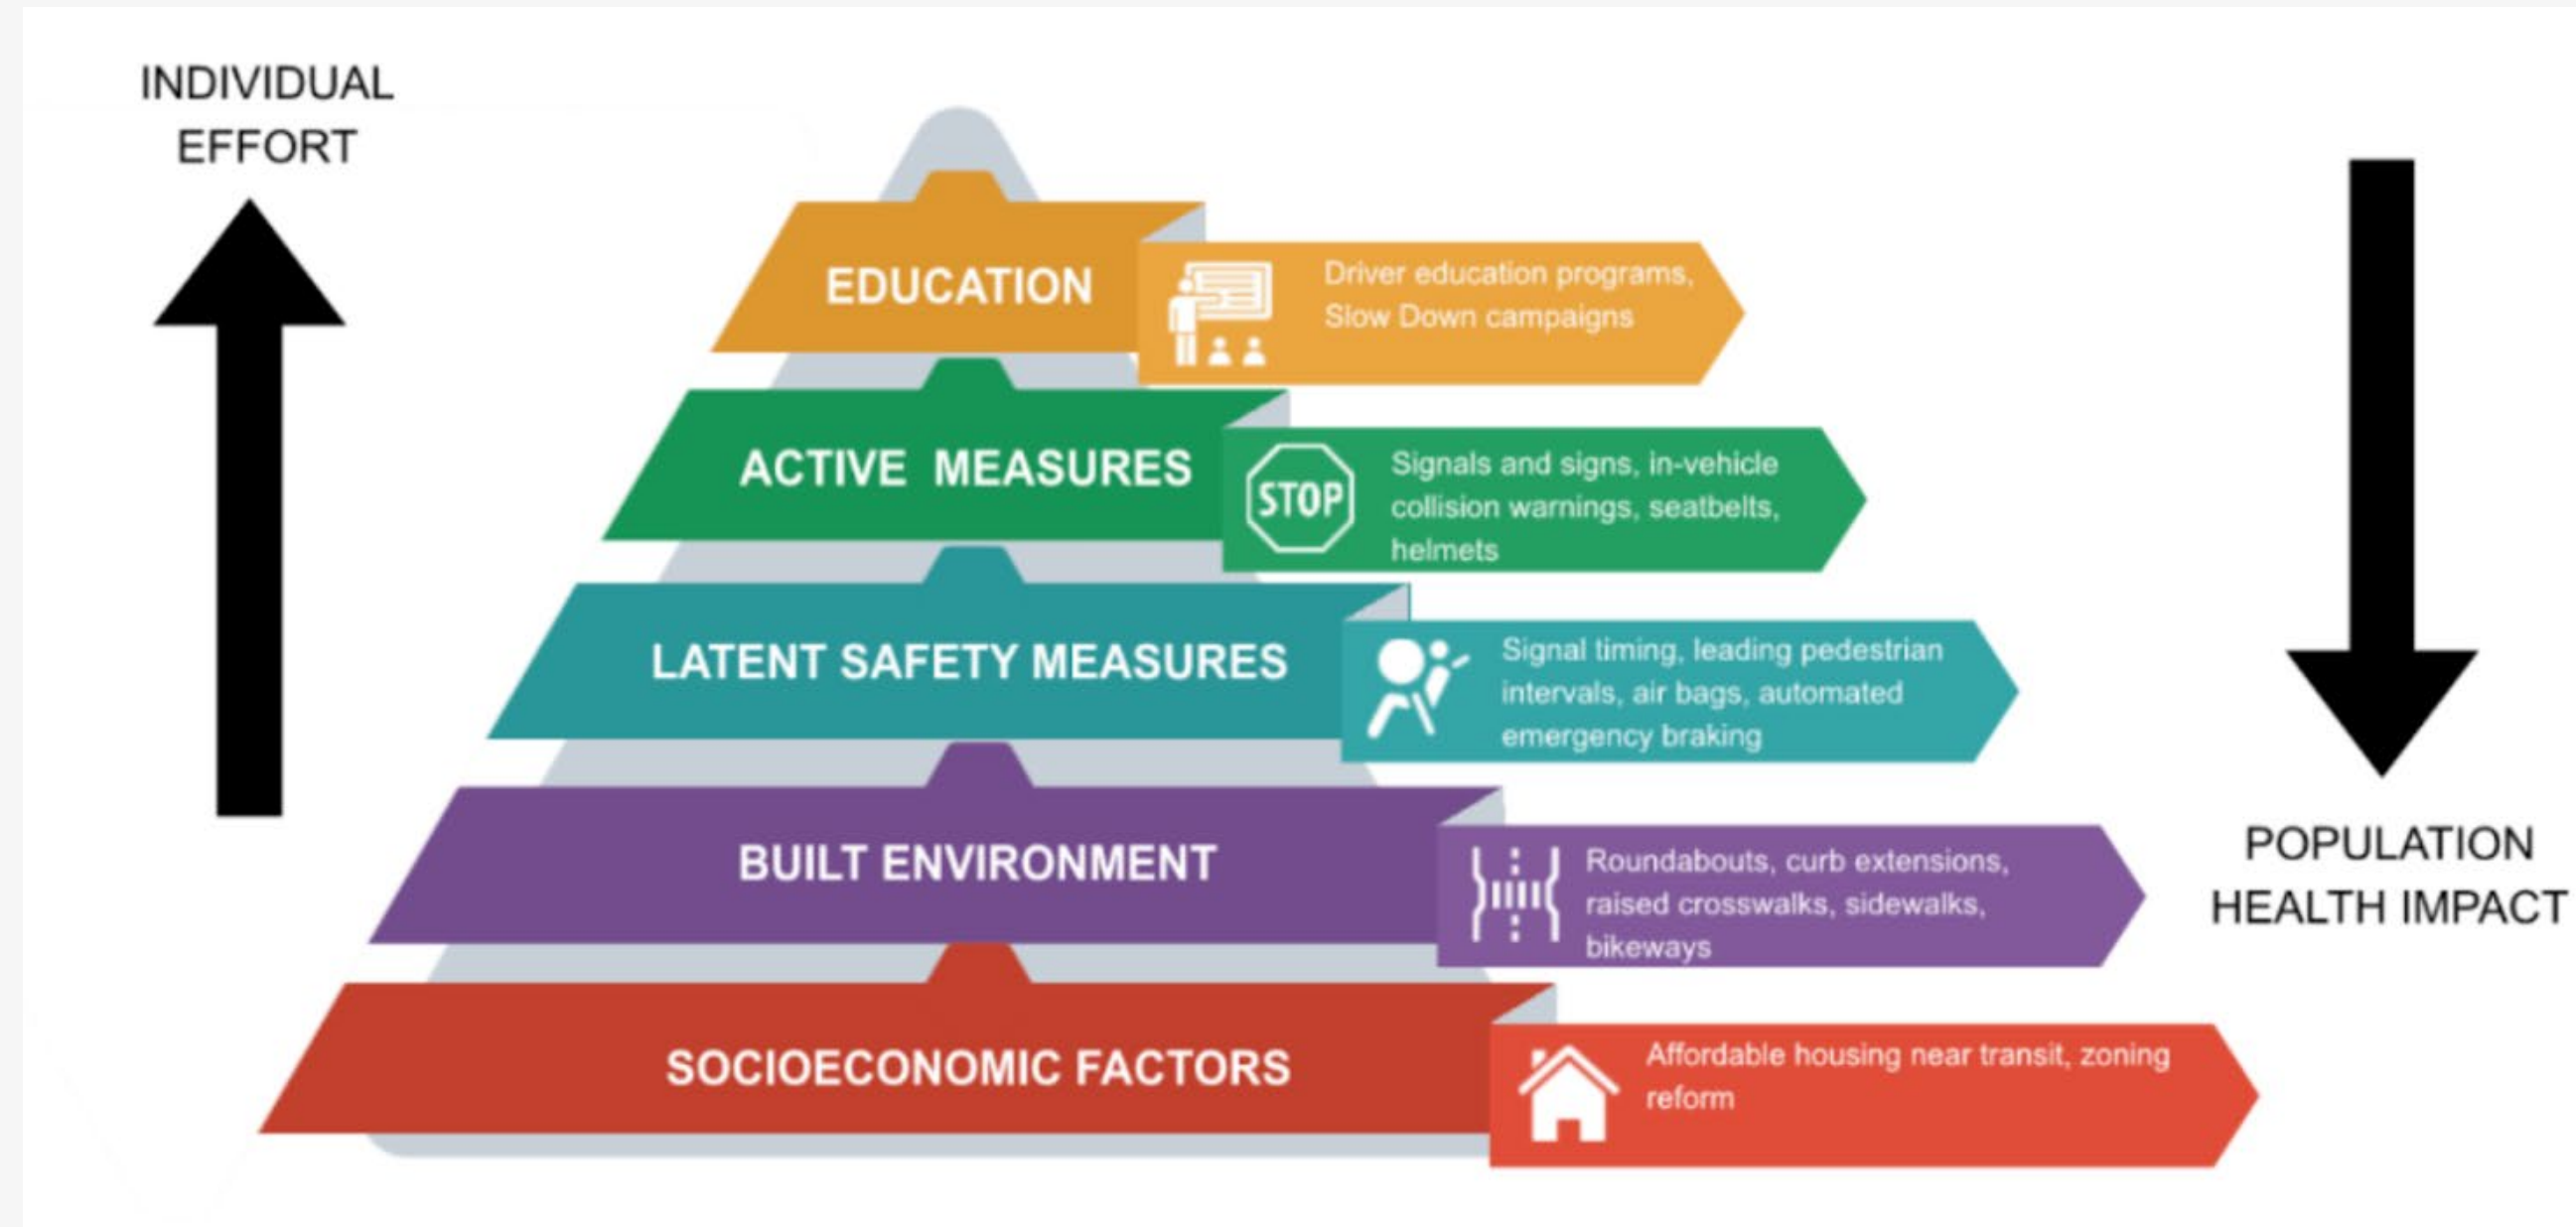 INDIVIDUAL
EFFORT
EDUCATION
Driver education programs,
Slow Down campaigns
ACTIVE MEASURES
STOP
Signals and signs, in-vehicle
collision warnings, seatbelts,
helmets
LATENT SAFETY MEASURES
Signal timing, leading pedestrian
intervals, air bags, automated
emergency braking
BUILT ENVIRONMENT
Roundabouts, curb extensions,
raised crosswalks, sidewalks,
bikeways
SOCIOECONOMIC FACTORS
Affordable housing near transit, zoning
reform
POPULATION
HEALTH IMPACT